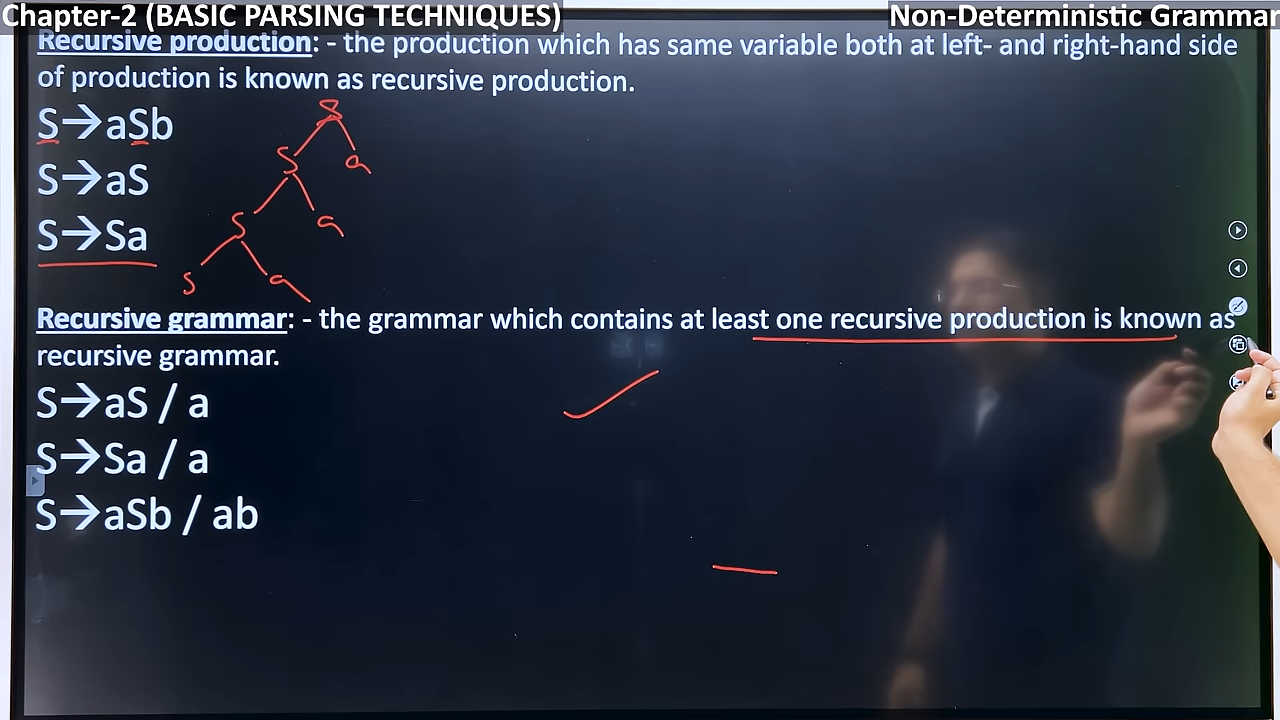 Chapter-2 (BASIC PARSING TECHNIQUES)
Non-Deterministic Grammar
Recursive production: - the production which has same variable both at left- and right-hand side
of production is known as recursive production.
S→aSb
S→aS
S→Sa
S
S a
S a
S a
Recursive grammar: - the grammar which contains at least one recursive production is known as
recursive grammar.
S→aS / a
S→Sa / a
S→aSb / ab